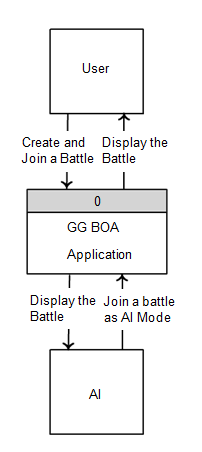 User
Create and
Join a Battle
Display the
Battle
0
GG BOA
Application
Display the
Battle
Join a battle
as AI Mode
AI